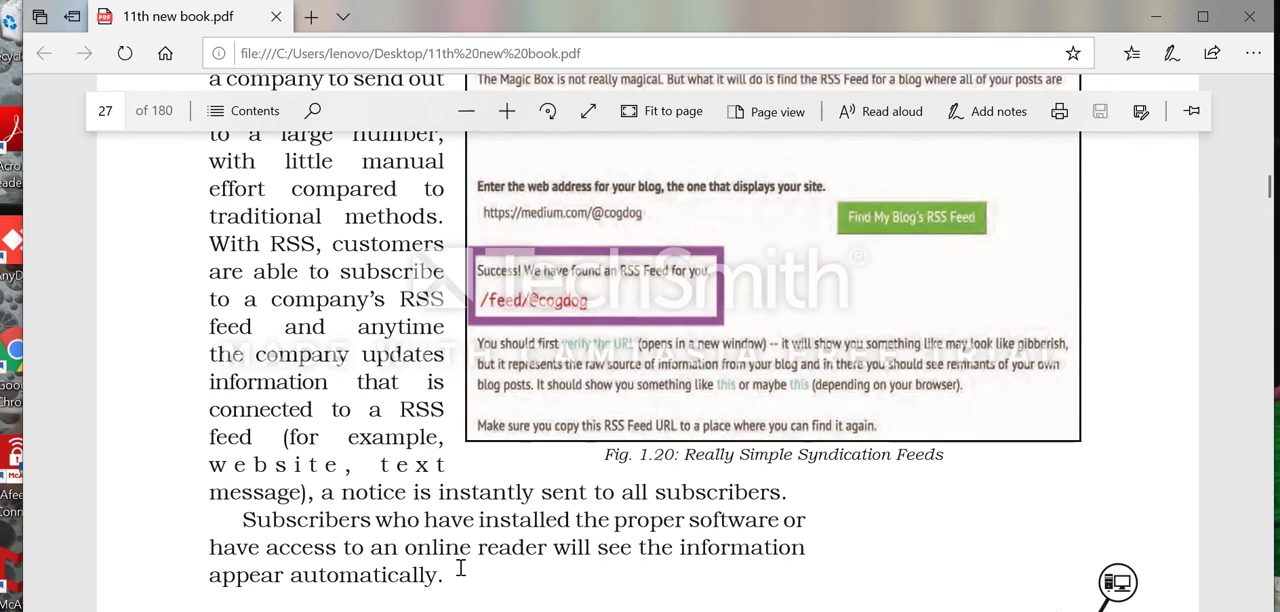 11th new book.pdf
file:///C:/Users/lenovo/Desktop/11th%20new%20book.pdf
27 of 180 Contents Fit to page Page view Read aloud Add notes
a company to send out
to a large number,
with little manual
effort compared to
traditional methods.
With RSS, customers
are able to subscribe
to a company's RSS
feed and anytime
the company updates
information that is
connected to a RSS
feed (for example,
website, text
message), a notice is instantly sent to all subscribers.
Subscribers who have installed the proper software or
have access to an online reader will see the information
appear automatically.
The Magic Box is not really magical. But what it will do is find the RSS Feed for a blog where all of your posts are
Enter the web address for your blog, the one that displays your site.
https://medium.com/@cogdog
Find My Blog's RSS Feed
Success! We have found an RSS Feed for you,
/feed/@cogdog
You should first verify the URL (opens in a new window) -- it will show you something like may look like gibberish,
but it represents the raw source of information from your blog and in there you should see remnants of your own
blog posts. It should show you something like this or maybe this (depending on your browser).
Make sure you copy this RSS Feed URL to a place where you can find it again.
Fig. 1.20: Really Simple Syndication Feeds
TechSmith®
MADE WITH CAMTASIA FREE TRIAL